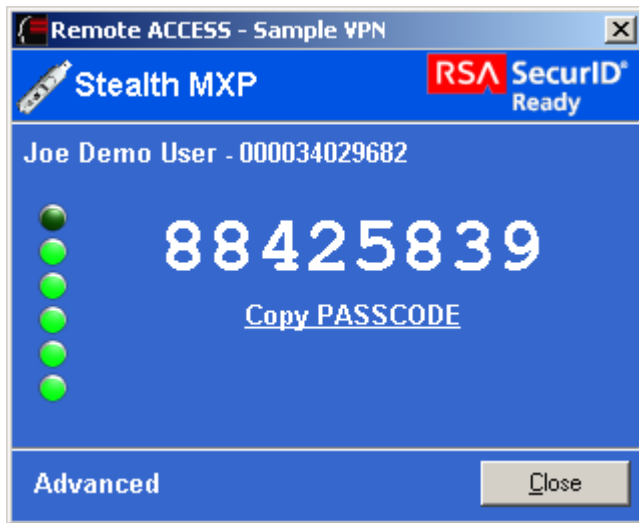 Remote ACCESS - Sample VPN
Stealth MXP
RSA SecurID®
Ready
Joe Demo User - 000034029682
88425839
Copy PASSCODE
Advanced
Close